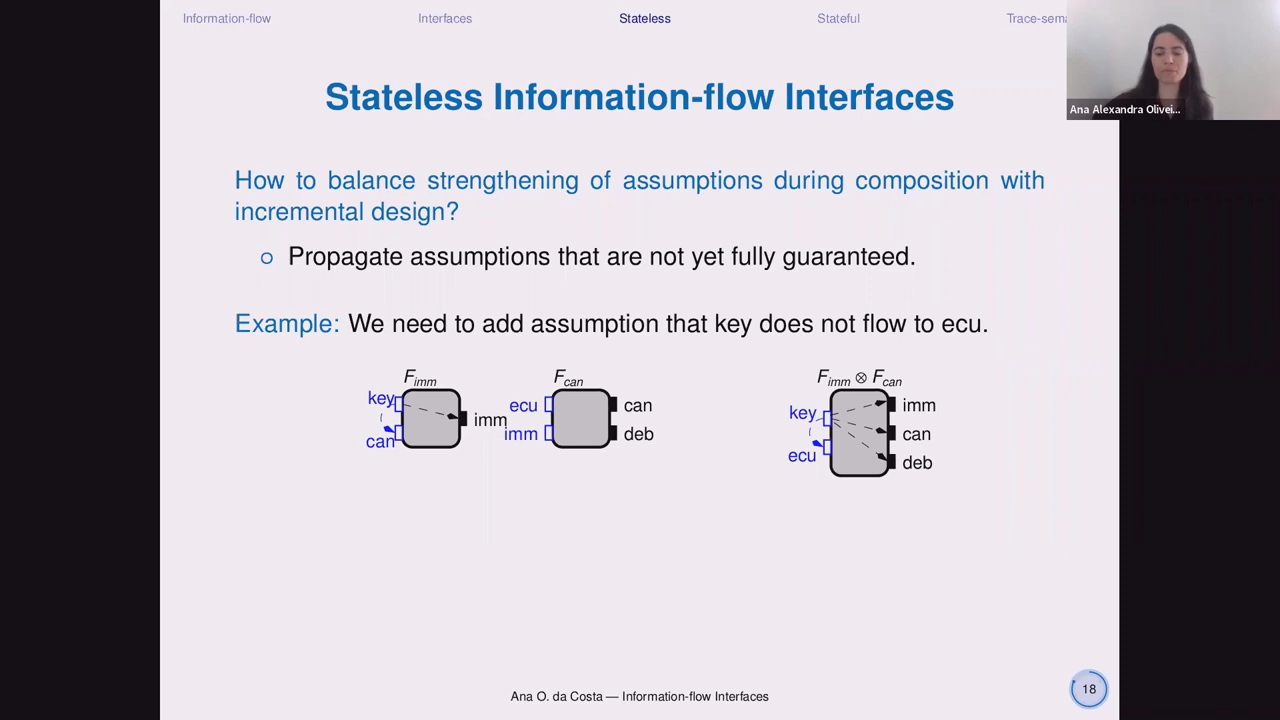 Information-flow Interfaces Stateless Stateful Trace-sema
Ana Alexandra Olivei...
Stateless Information-flow Interfaces
How to balance strengthening of assumptions during composition with
incremental design?
Propagate assumptions that are not yet fully guaranteed.
Example: We need to add assumption that key does not flow to ecu.
F_imm
key
can
imm
F_can
ecu
imm
can
deb
F_imm ⊗ F_can
key
ecu
imm
can
deb
Ana O. da Costa — Information-flow Interfaces
18